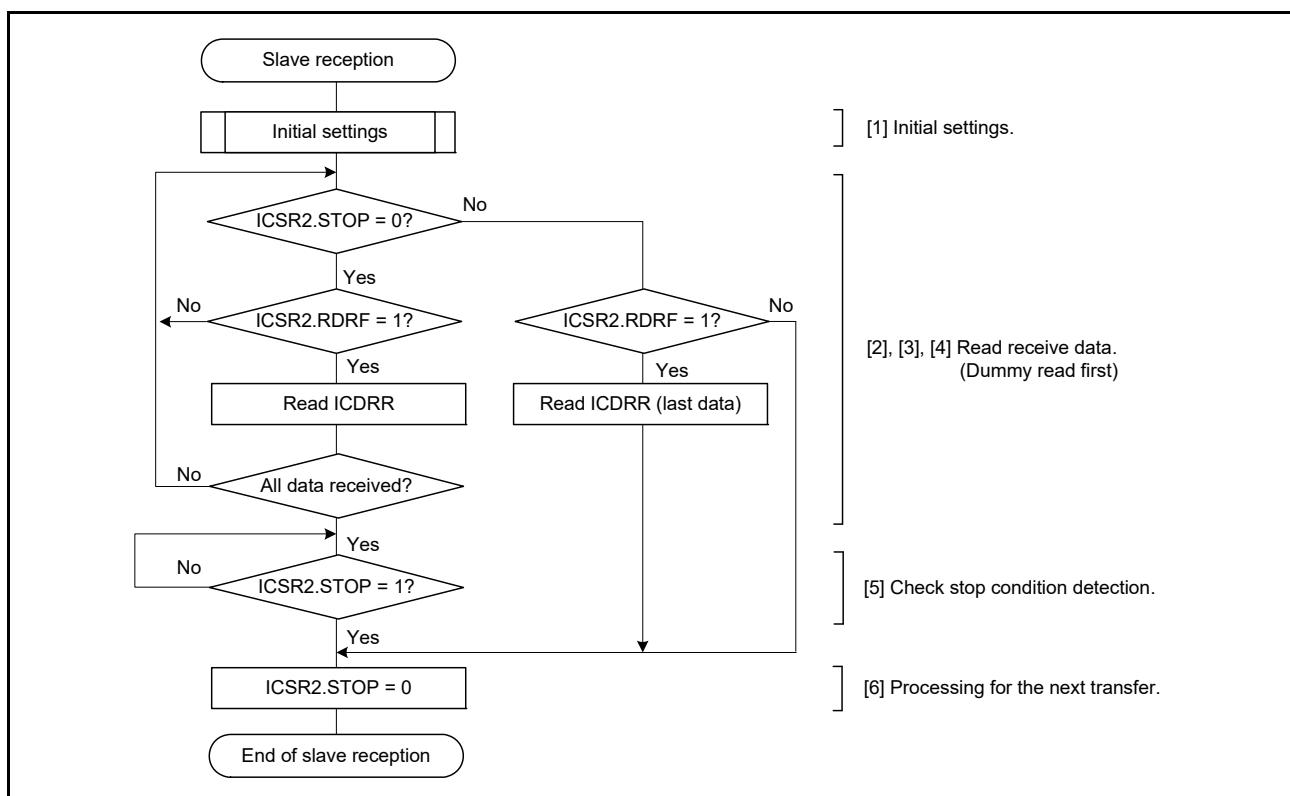 Slave reception
Initial settings
[1] Initial settings.
ICSR2.STOP = 0?
No
Yes
No
ICSR2.RDRF = 1?
ICSR2.RDRF = 1?
No
[2], [3], [4] Read receive data.
(Dummy read first)
Yes
Yes
Read ICDRR
Read ICDRR (last data)
No
All data received?
Yes
No
ICSR2.STOP = 1?
[5] Check stop condition detection.
Yes
ICSR2.STOP = 0
[6] Processing for the next transfer.
End of slave reception